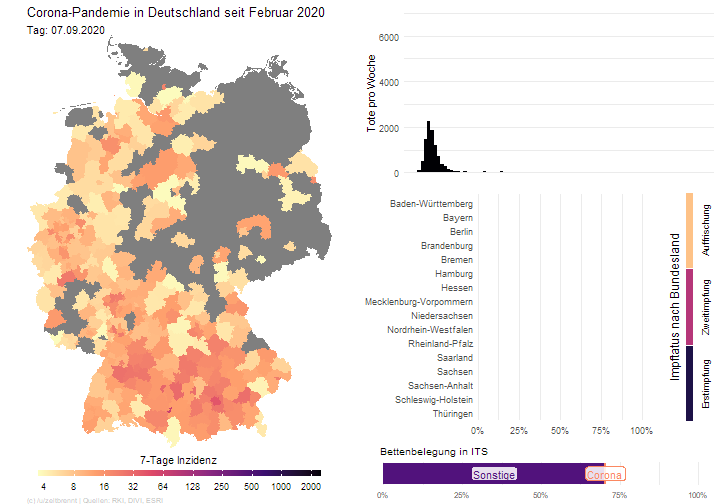 Corona-Pandemie in Deutschland seit Februar 2020
Tag: 07.09.2020
Tote pro Woche
6000
4000
2000
0
Baden-Württemberg
Bayern
Berlin
Brandenburg
Bremen
Hamburg
Hessen
Mecklenburg-Vorpommern
Niedersachsen
Nordrhein-Westfalen
Rheinland-Pfalz
Saarland
Sachsen
Sachsen-Anhalt
Schleswig-Holstein
Thüringen
0% 25% 50% 75% 100%
Impfstatus nach Bundesland
Auffrischung
Zweitimpfung
Erstimpfung
7-Tage Inzidenz
4 8 16 32 64 128 256 500 1000 2000
Bettenbelegung in ITS
Sonstige Corona
0% 25% 50% 75% 100%
Quellen: RKI, DIVI, ESRI